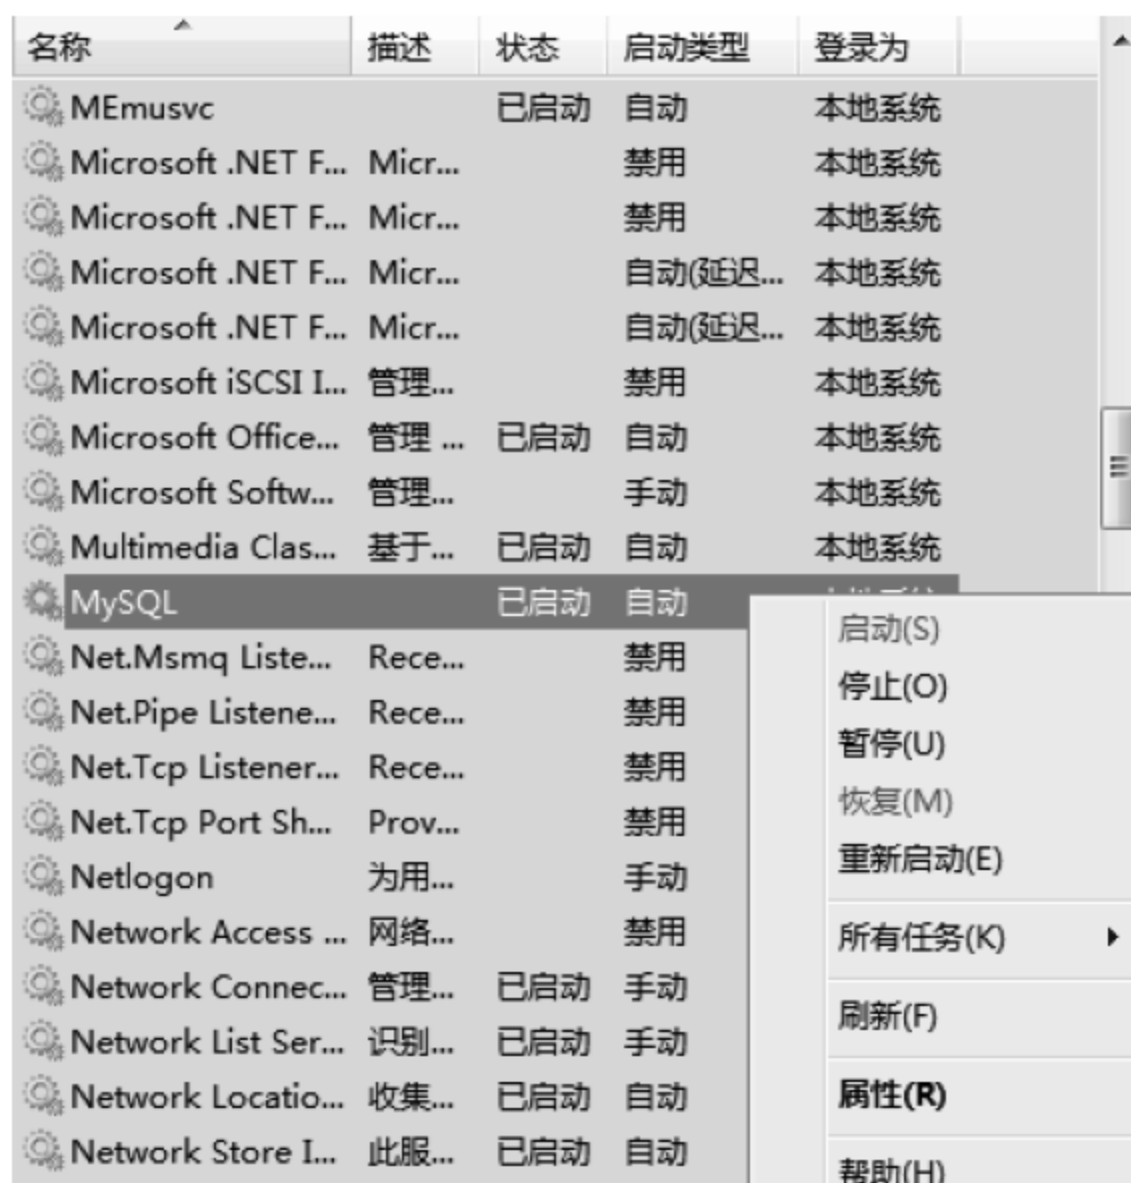 名称 描述 状态 启动类型 登录为
MEmusvc 已启动 自动 本地系统
Microsoft .NET F... Micr... 禁用 本地系统
Microsoft .NET F... Micr... 禁用 本地系统
Microsoft .NET F... Micr... 自动(延迟... 本地系统
Microsoft .NET F... Micr... 自动(延迟... 本地系统
Microsoft iSCSI I... 管理... 禁用 本地系统
Microsoft Office... 管理 ... 已启动 自动 本地系统
Microsoft Softw... 管理... 手动 本地系统
Multimedia Clas... 基于... 已启动 自动 本地系统
MySQL 已启动 自动 本地系统
Net.Msmq Liste... Rece... 禁用
Net.Pipe Listene... Rece... 禁用
Net.Tcp Listener... Rece... 禁用
Net.Tcp Port Sh... Prov... 禁用
Netlogon 为用... 手动
Network Access ... 网络... 禁用
Network Connec... 管理... 已启动 手动
Network List Ser... 识别... 已启动 手动
Network Locatio... 收集... 已启动 自动
Network Store I... 此服... 已启动 自动
启动(S)
停止(O)
暂停(U)
恢复(M)
重新启动(E)
所有任务(K)
刷新(F)
属性(R)
帮助(H)